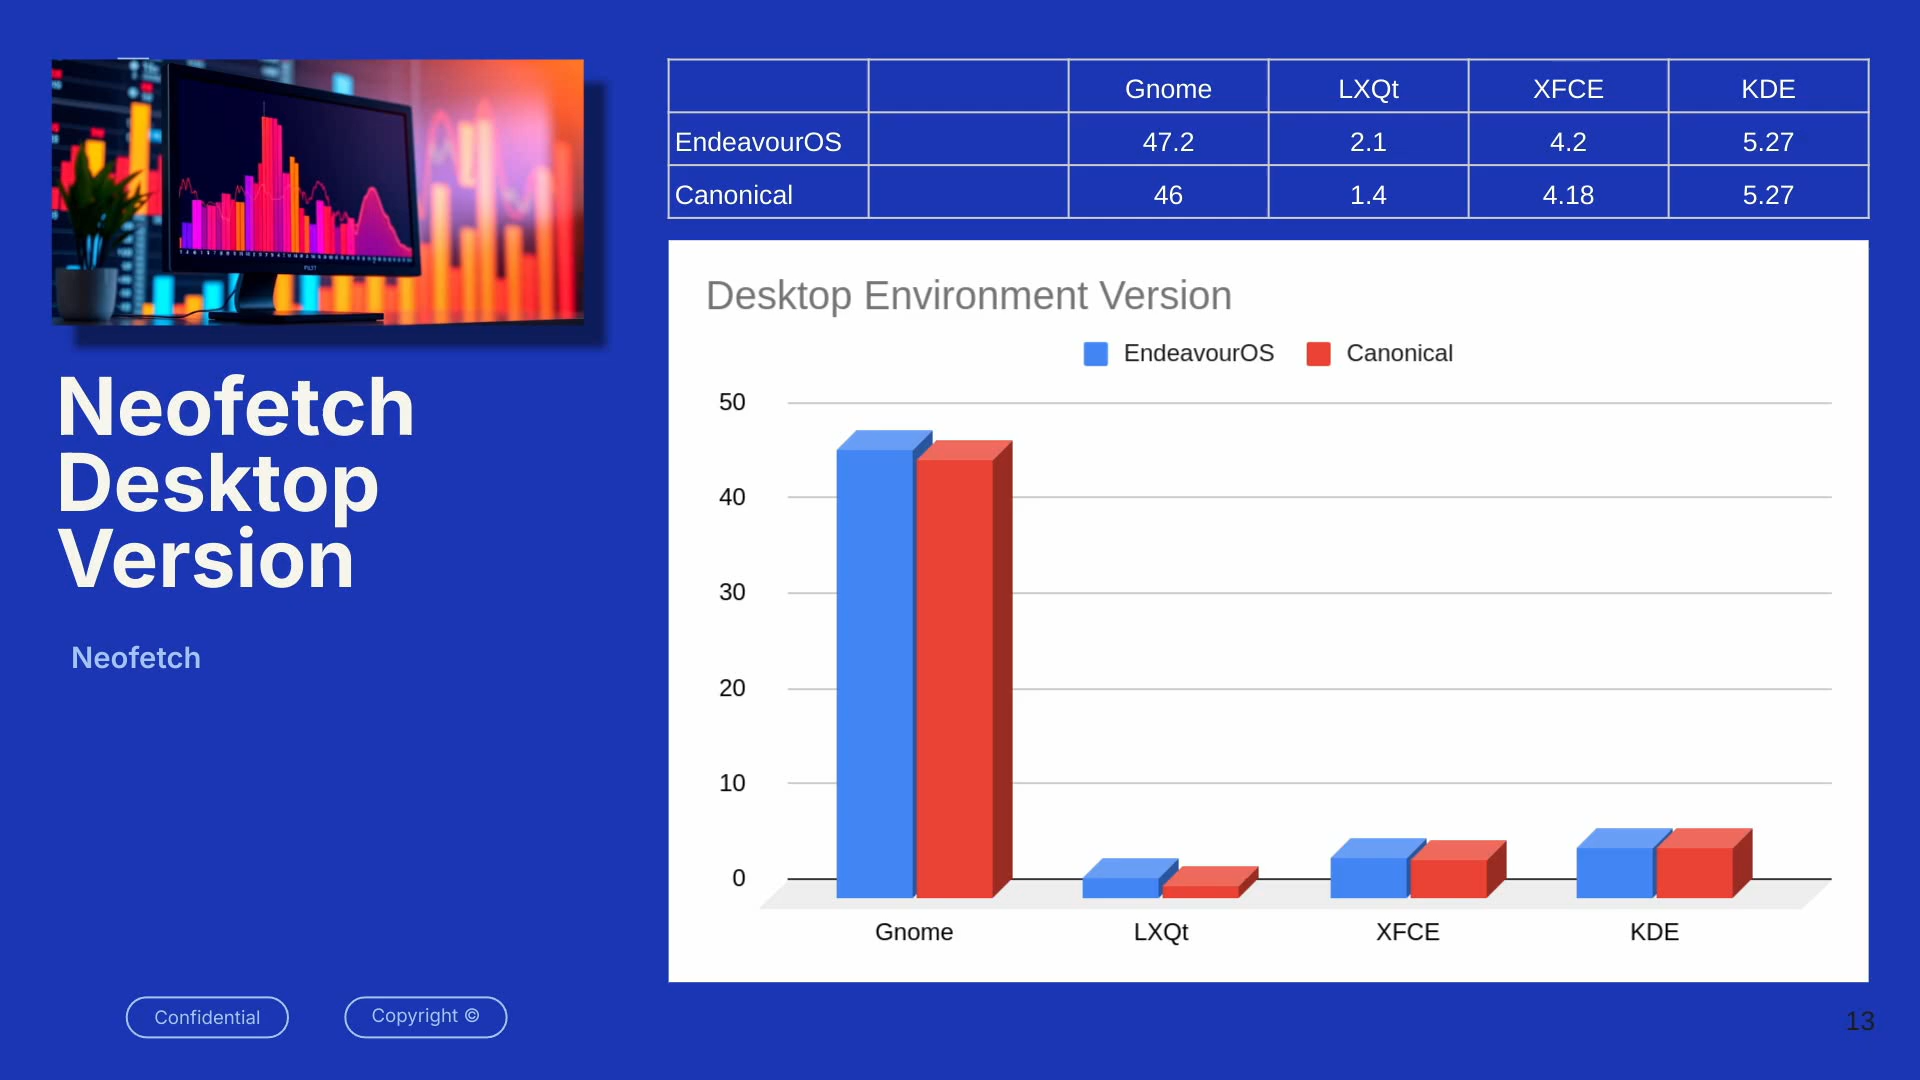 Neofetch
Desktop
Version
Neofetch
Gnome LXQt XFCE KDE
EndeavourOS 47.2 2.1 4.2 5.27
Canonical 46 1.4 4.18 5.27
Desktop Environment Version
EndeavourOS Canonical
50
40
30
20
10
0
Gnome LXQt XFCE KDE
Confidential
Copyright ©
13